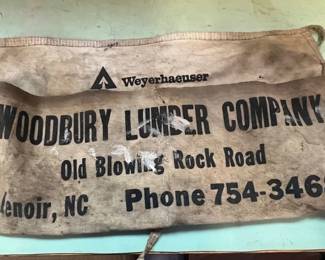 Weyerhaeuser
WOODBURY LUMBER COMPANY
Old Blowing Rock Road
Lenoir, NC Phone 754-346